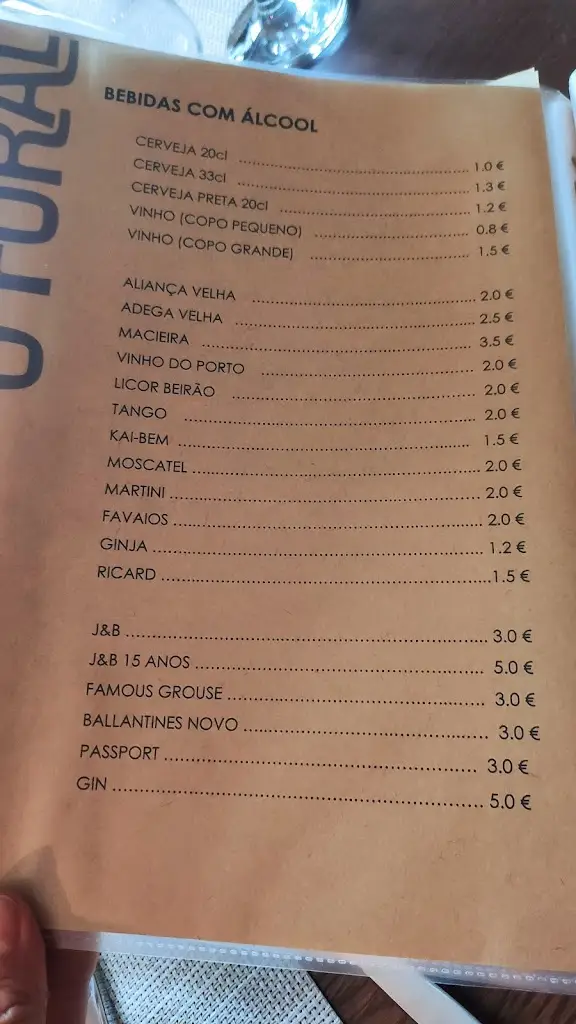 O FORAL
BEBIDAS COM ÁLCOOL
CERVEJA 20cl ........................ 1.0 €
CERVEJA 33cl ........................ 1.3 €
CERVEJA PRETA 20cl ........................ 1.2 €
VINHO (COPO PEQUENO) ........................ 0.8 €
VINHO (COPO GRANDE) ........................ 1.5 €
ALIANÇA VELHA ........................ 2.0 €
ADEGA VELHA ........................ 2.5 €
MACIEIRA ........................ 3.5 €
VINHO DO PORTO ........................ 2.0 €
LICOR BEIRÃO ........................ 2.0 €
TANGO ........................ 2.0 €
KAI-BEM ........................ 1.5 €
MOSCATEL ........................ 2.0 €
MARTINI ........................ 2.0 €
FAVAIOS ........................ 2.0 €
GINJA ........................ 1.2 €
RICARD ........................ 1.5 €
J&B ........................ 3.0 €
J&B 15 ANOS ........................ 5.0 €
FAMOUS GROUSE ........................ 3.0 €
BALLANTINES NOVO ........................ 3.0 €
PASSPORT ........................ 3.0 €
GIN ........................ 5.0 €